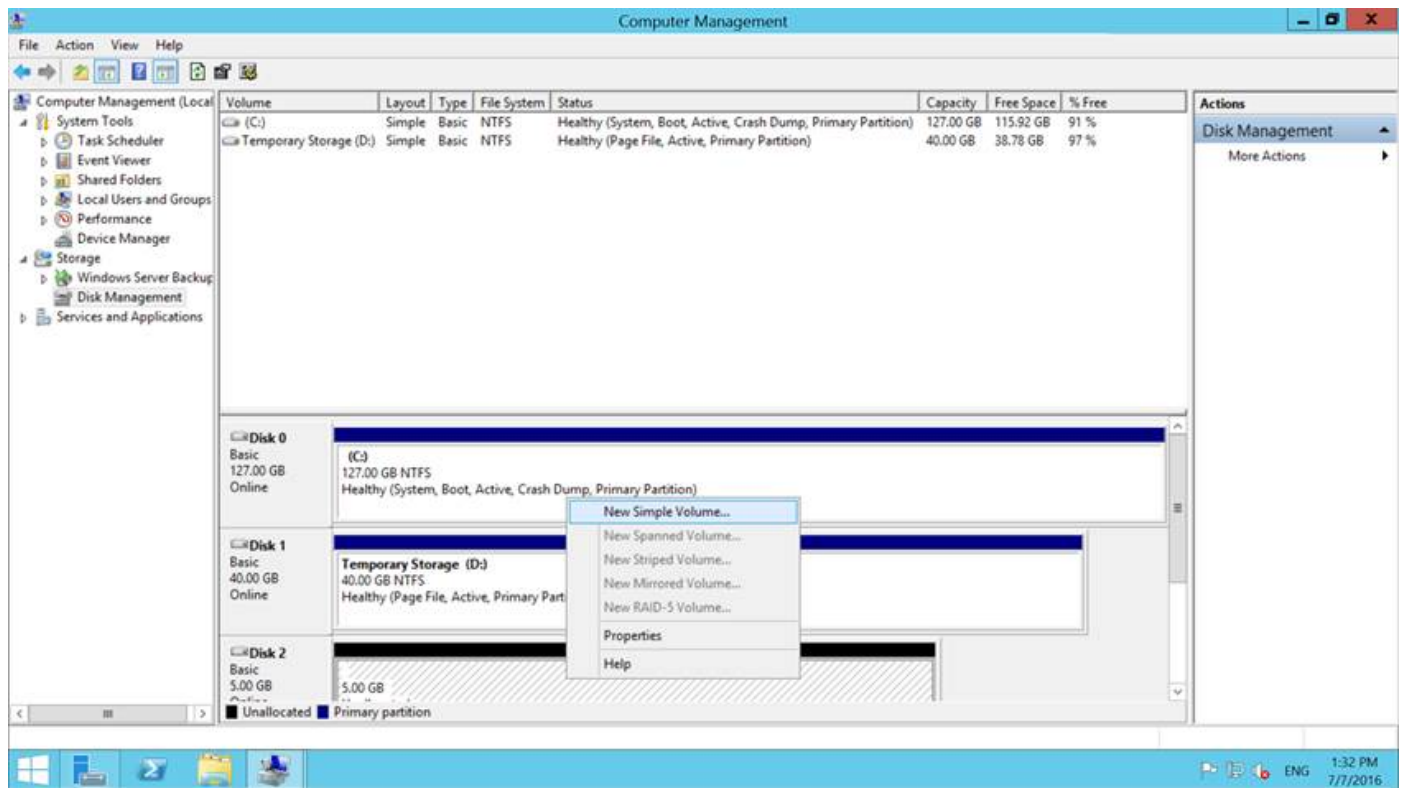 Computer Management
File Action View Help
Computer Management (Local
System Tools
Task Scheduler
Event Viewer
Shared Folders
Local Users and Groups
Performance
Device Manager
Storage
Windows Server Backup
Disk Management
Services and Applications
Volume Layout Type File System Status Capacity Free Space % Free
(C:) Simple Basic NTFS Healthy (System, Boot, Active, Crash Dump, Primary Partition) 127.00 GB 115.92 GB 91 %
Temporary Storage (D:) Simple Basic NTFS Healthy (Page File, Active, Primary Partition) 40.00 GB 38.78 GB 97 %
Disk 0
Basic
127.00 GB
Online
(C:)
127.00 GB NTFS
Healthy (System, Boot, Active, Crash Dump, Primary Partition)
Disk 1
Basic
40.00 GB
Online
Temporary Storage (D:)
40.00 GB NTFS
Healthy (Page File, Active, Primary Part
Disk 2
Basic
5.00 GB
5.00 GB
New Simple Volume...
New Spanned Volume...
New Striped Volume...
New Mirrored Volume...
New RAID-5 Volume...
Properties
Help
Unallocated Primary partition
Actions
Disk Management
More Actions
ENG
1:32 PM
7/7/2016